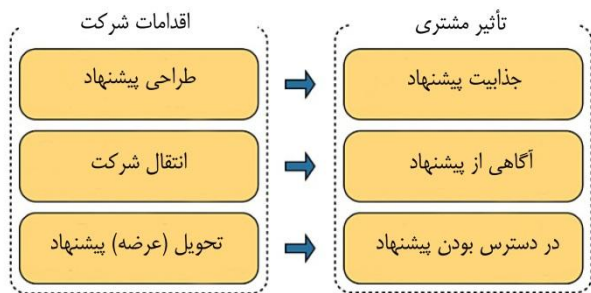 اقدامات شرکت
تأثیر مشتری
طراحی پیشنهاد
جذابیت پیشنهاد
انتقال شرکت
آگاهی از پیشنهاد
تحویل (عرضه) پیشنهاد
در دسترس بودن پیشنهاد